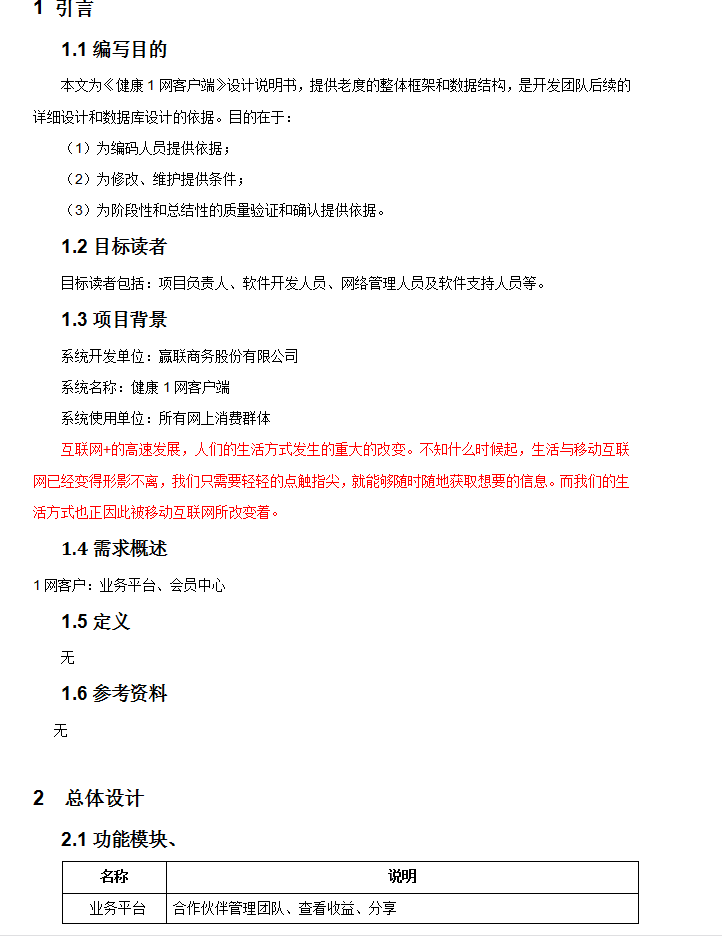 1 引言
1.1 编写目的
本文为《健康 1 网客户端》设计说明书，提供老度的整体框架和数据结构，是开发团队后续的
详细设计和数据库设计的依据。目的在于：
（1）为编码人员提供依据；
（2）为修改、维护提供条件；
（3）为阶段性和总结性的质量验证和确认提供依据。
1.2 目标读者
目标读者包括：项目负责人、软件开发人员、网络管理人员及软件支持人员等。
1.3 项目背景
系统开发单位：赢联商务股份有限公司
系统名称：健康 1 网客户端
系统使用单位：所有网上消费群体
互联网+的高速发展，人们的生活方式发生的重大的改变。不知什么时候起，生活与移动互联
网已经变得形影不离，我们只需要轻轻的点触指尖，就能够随时随地获取想要的信息。而我们的生
活方式也正因此被移动互联网所改变着。
1.4 需求概述
1 网客户：业务平台、会员中心
1.5 定义
无
1.6 参考资料
无
2 总体设计
2.1 功能模块、
名称 说明
业务平台 合作伙伴管理团队、查看收益、分享